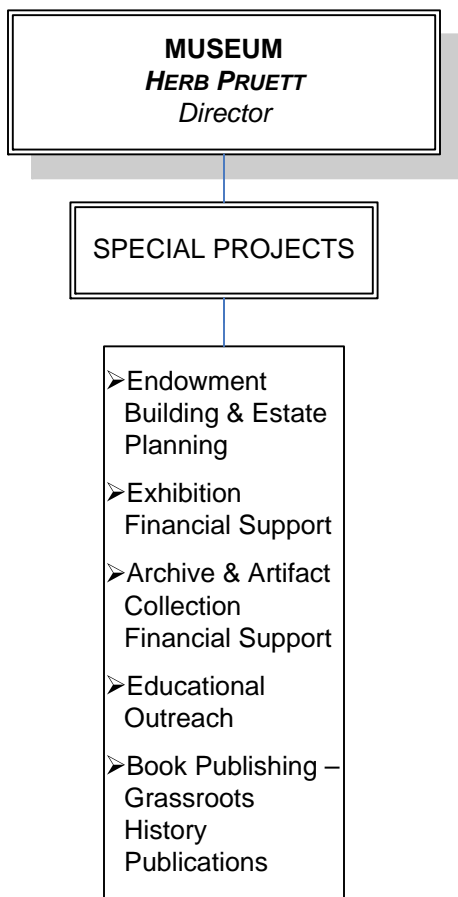 MUSEUM
HERB PRUETT
Director
SPECIAL PROJECTS
➢Endowment
Building & Estate
Planning
➢Exhibition
Financial Support
➢Archive & Artifact
Collection
Financial Support
➢Educational
Outreach
➢Book Publishing –
Grassroots
History
Publications